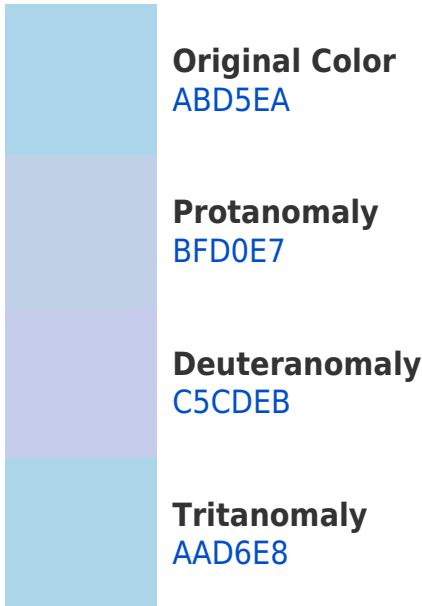 Original Color
ABD5EA
Protanomaly
BFD0E7
Deuteranomaly
C5CDEB
Tritanomaly
AAD6E8